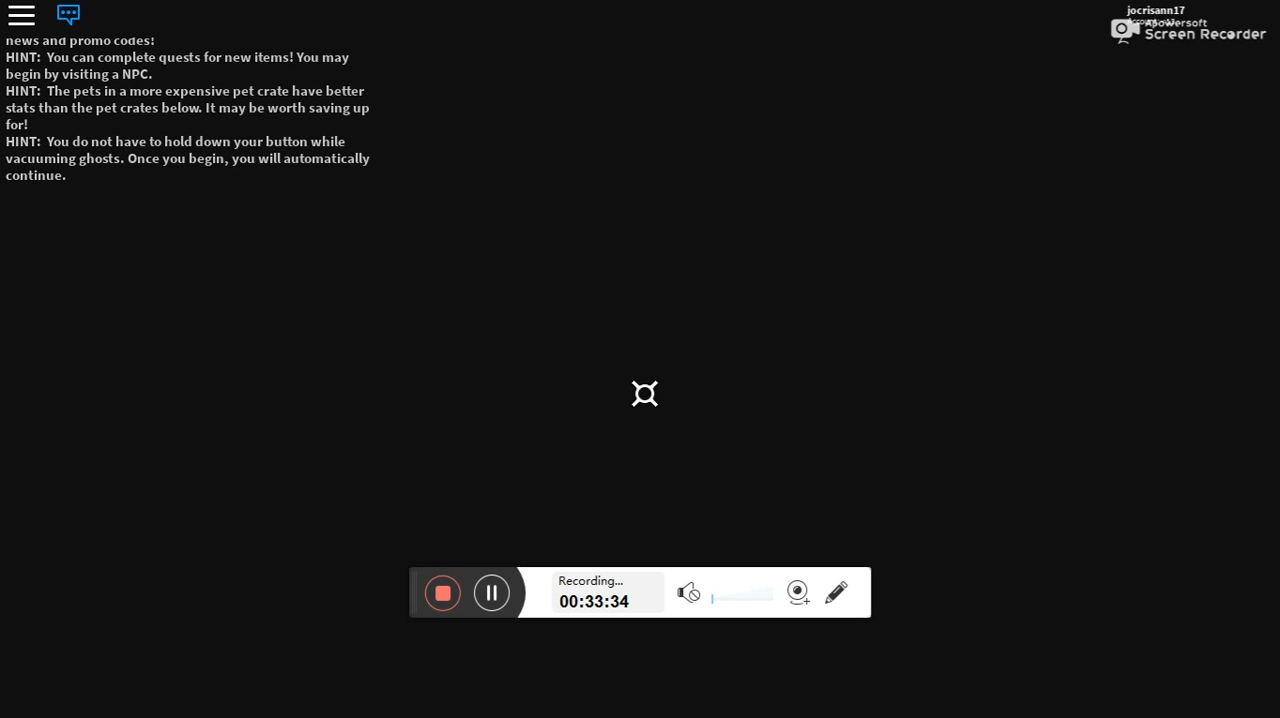 jocrisann17
Apowersoft
Screen Recorder
news and promo codes!
HINT: You can complete quests for new items! You may
begin by visiting a NPC.
HINT: The pets in a more expensive pet crate have better
stats than the pet crates below. It may be worth saving up
for!
HINT: You do not have to hold down your button while
vacuuming ghosts. Once you begin, you will automatically
continue.
Recording...
00:33:34